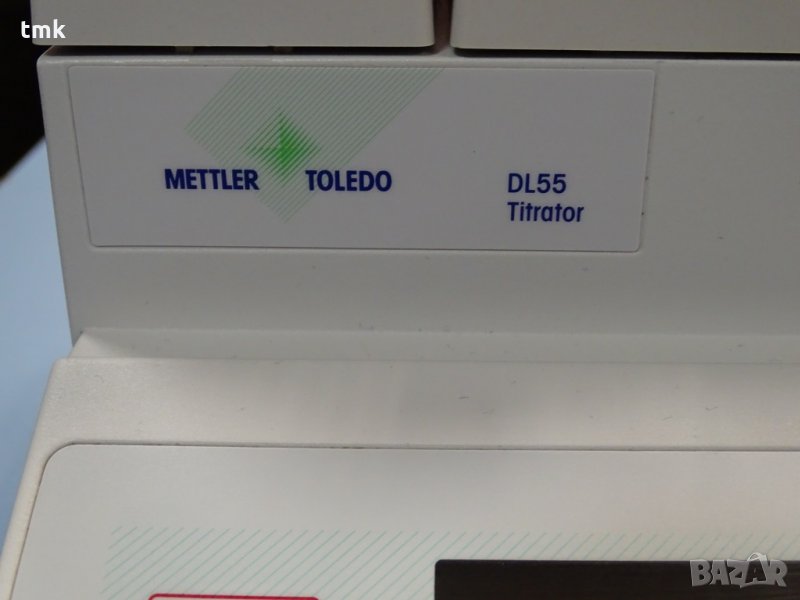 tmk
METTLER TOLEDO
DL55
Titrator
BAZAR